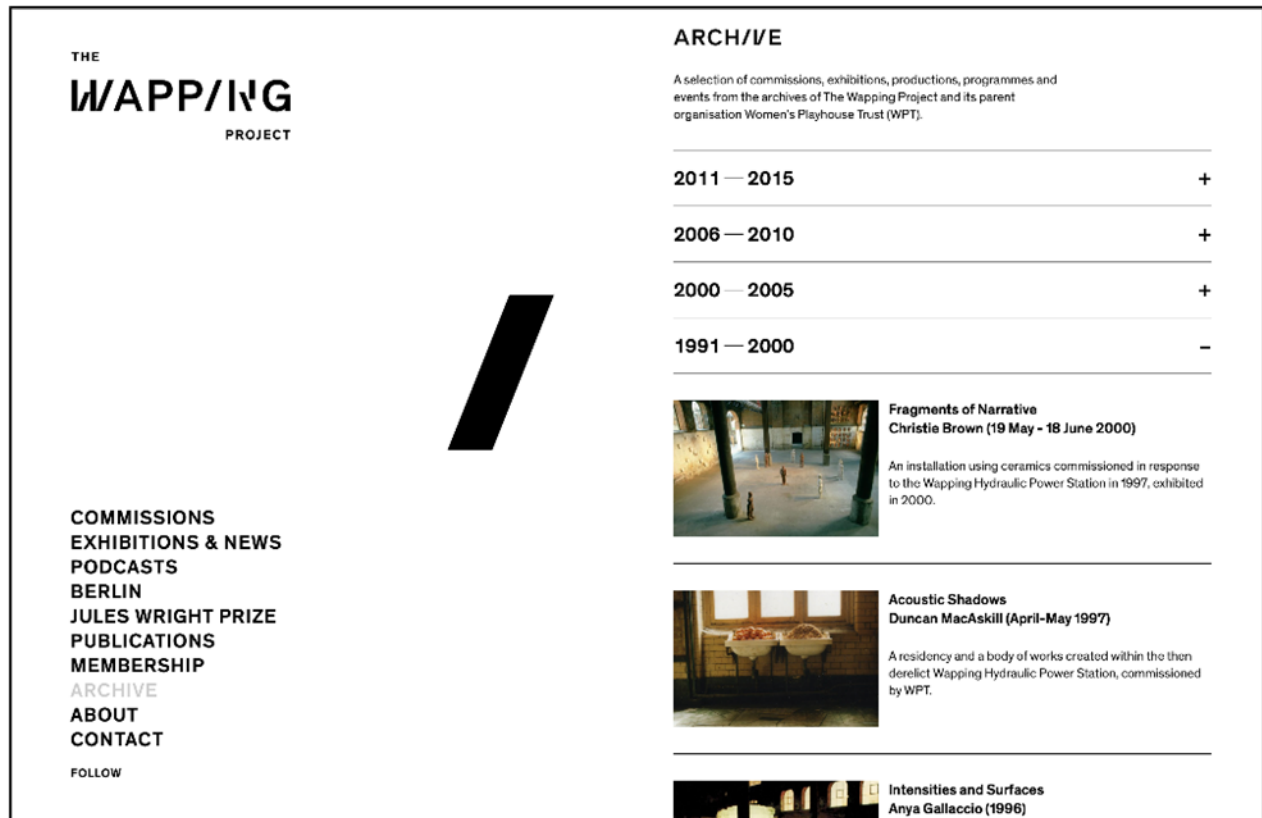 THE
WAPPING
PROJECT
COMMISSIONS
EXHIBITIONS & NEWS
PODCASTS
BERLIN
JULES WRIGHT PRIZE
PUBLICATIONS
MEMBERSHIP
ARCHIVE
ABOUT
CONTACT
FOLLOW
ARCHIVE
A selection of commissions, exhibitions, productions, programmes and
events from the archives of The Wapping Project and its parent
organisation Women's Playhouse Trust (WPT).
2011 — 2015 +
2006 — 2010 +
2000 — 2005 +
1991 — 2000 –
Fragments of Narrative
Christie Brown (19 May - 18 June 2000)
An installation using ceramics commissioned in response
to the Wapping Hydraulic Power Station in 1997, exhibited
in 2000.
Acoustic Shadows
Duncan MacAskill (April-May 1997)
A residency and a body of works created within the then
derelict Wapping Hydraulic Power Station, commissioned
by WPT.
Intensities and Surfaces
Anya Gallaccio (1996)